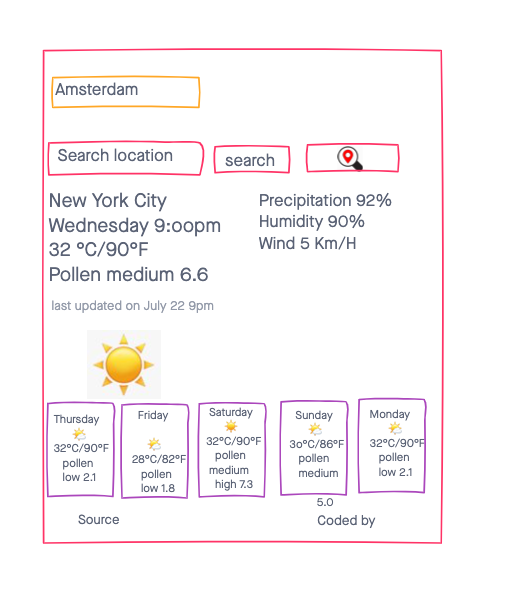 Amsterdam
Search location
search
New York City
Wednesday 9:oopm
32 °C/90°F
Pollen medium 6.6
Precipitation 92%
Humidity 90%
Wind 5 Km/H
last updated on July 22 9pm
Thursday
32°C/90°F
pollen
low 2.1
Friday
28°C/82°F
pollen
low 1.8
Saturday
32°C/90°F
pollen
medium
high 7.3
Sunday
3o°C/86°F
pollen
medium
5.0
Monday
32°C/90°F
pollen
low 2.1
Source
Coded by